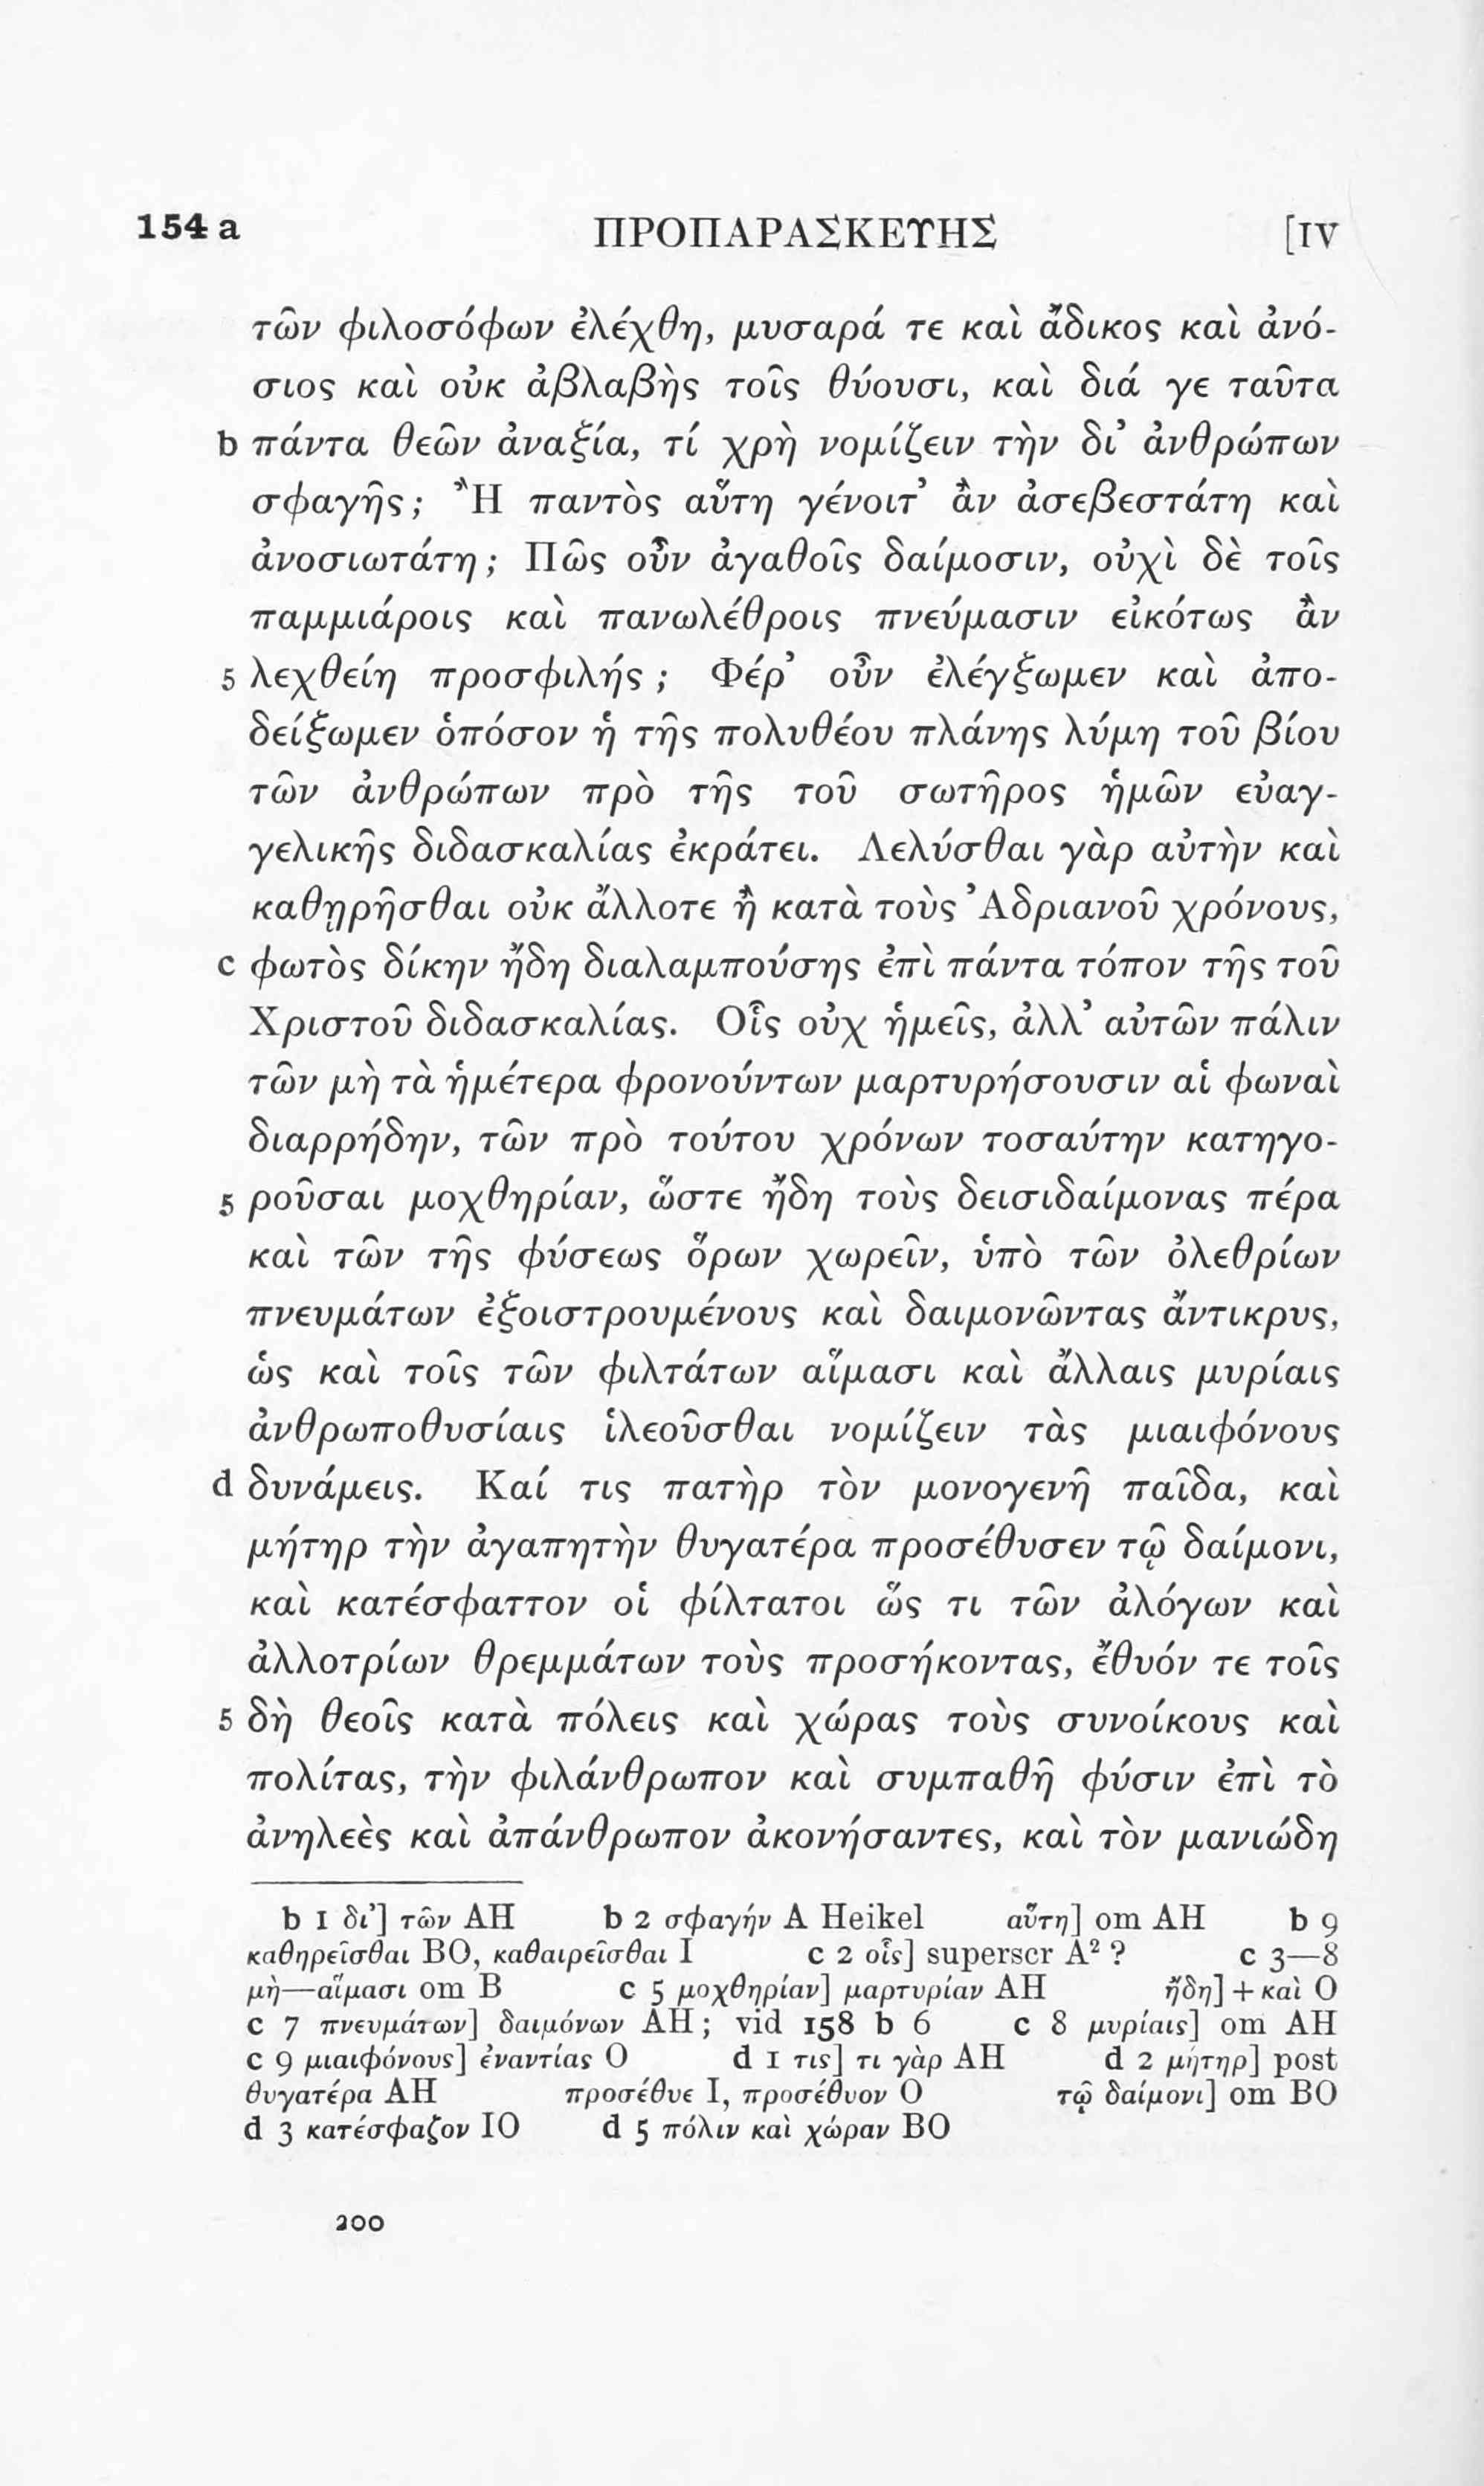 154 a ΠΡΟΠΑΡΑΣΚΕΥΗΣ [IV
τῶν φιλοσόφων ἐλέχθη, μυσαρά τε καὶ ἄδικος καὶ ἀνό-
σιος καὶ οὐκ ἀβλαβὴς τοῖς θύουσι, καὶ διά γε ταῦτα
b πάντα θεῶν ἀναξία, τί χρὴ νομίζειν τὴν δι’ ἀνθρώπων
σφαγῆς; Ἢ παντὸς αὕτη γένοιτ’ ἂν ἀσεβεστάτη καὶ
ἀνοσιωτάτη; Πῶς οὖν ἀγαθοῖς δαίμοσιν, οὐχὶ δὲ τοῖς
παμμιάροις καὶ πανωλέθροις πνεύμασιν εἰκότως ἂν
5 λεχθείη προσφιλής; Φέρ’ οὖν ἐλέγξωμεν καὶ ἀπο-
δείξωμεν ὁπόσον ἡ τῆς πολυθέου πλάνης λύμη τοῦ βίου
τῶν ἀνθρώπων πρὸ τῆς τοῦ σωτῆρος ἡμῶν εὐαγ-
γελικῆς διδασκαλίας ἐκράτει. Λελύσθαι γὰρ αὐτὴν καὶ
καθῃρῆσθαι οὐκ ἄλλοτε ἢ κατὰ τοὺς Ἀδριανοῦ χρόνους,
c φωτὸς δίκην ἤδη διαλαμπούσης ἐπὶ πάντα τόπον τῆς τοῦ
Χριστοῦ διδασκαλίας. Οἷς οὐχ ἡμεῖς, ἀλλ’ αὐτῶν πάλιν
τῶν μὴ τὰ ἡμέτερα φρονούντων μαρτυρήσουσιν αἱ φωναὶ
διαρρήδην, τῶν πρὸ τούτου χρόνων τοσαύτην κατηγο-
5 ροῦσαι μοχθηρίαν, ὥστε ἤδη τοὺς δεισιδαίμονας πέρα
καὶ τῶν τῆς φύσεως ὅρων χωρεῖν, ὑπὸ τῶν ὀλεθρίων
πνευμάτων ἐξοιστρουμένους καὶ δαιμονῶντας ἄντικρυς,
ὡς καὶ τοῖς τῶν φιλτάτων αἵμασι καὶ ἄλλαις μυρίαις
ἀνθρωποθυσίαις ἱλεοῦσθαι νομίζειν τὰς μιαιφόνους
d δυνάμεις. Καί τις πατὴρ τὸν μονογενῆ παῖδα, καὶ
μήτηρ τὴν ἀγαπητὴν θυγατέρα προσέθυσεν τῷ δαίμονι,
καὶ κατέσφαττον οἱ φίλτατοι ὥς τι τῶν ἀλόγων καὶ
ἀλλοτρίων θρεμμάτων τοὺς προσήκοντας, ἔθυόν τε τοῖς
5 δὴ θεοῖς κατὰ πόλεις καὶ χώρας τοὺς συνοίκους καὶ
πολίτας, τὴν φιλάνθρωπον καὶ συμπαθῆ φύσιν ἐπὶ τὸ
ἀνηλεὲς καὶ ἀπάνθρωπον ἀκονήσαντες, καὶ τὸν μανιώδη
b 1 δι’] τῶν AH b 2 σφαγήν A Heikel αὕτη] om AH b 9
καθηρεῖσθαι BO, καθαιρεῖσθαι I c 2 οἷς] superscr A² ? c 3—8
μὴ—αἵμασι om B c 5 μοχθηρίαν] μαρτυρίαν AH ἤδη] + καὶ O
c 7 πνευμάτων] δαιμόνων AH; vid 158 b 6 c 8 μυρίαις] om AH
c 9 μιαιφόνους] ἐναντίας O d 1 τις] τι γὰρ AH d 2 μήτηρ] post
θυγατέρα AH προσέθυε I, προσέθυον O τῷ δαίμονι] om BO
d 3 κατέσφαζον IO d 5 πόλιν καὶ χώραν BO
200